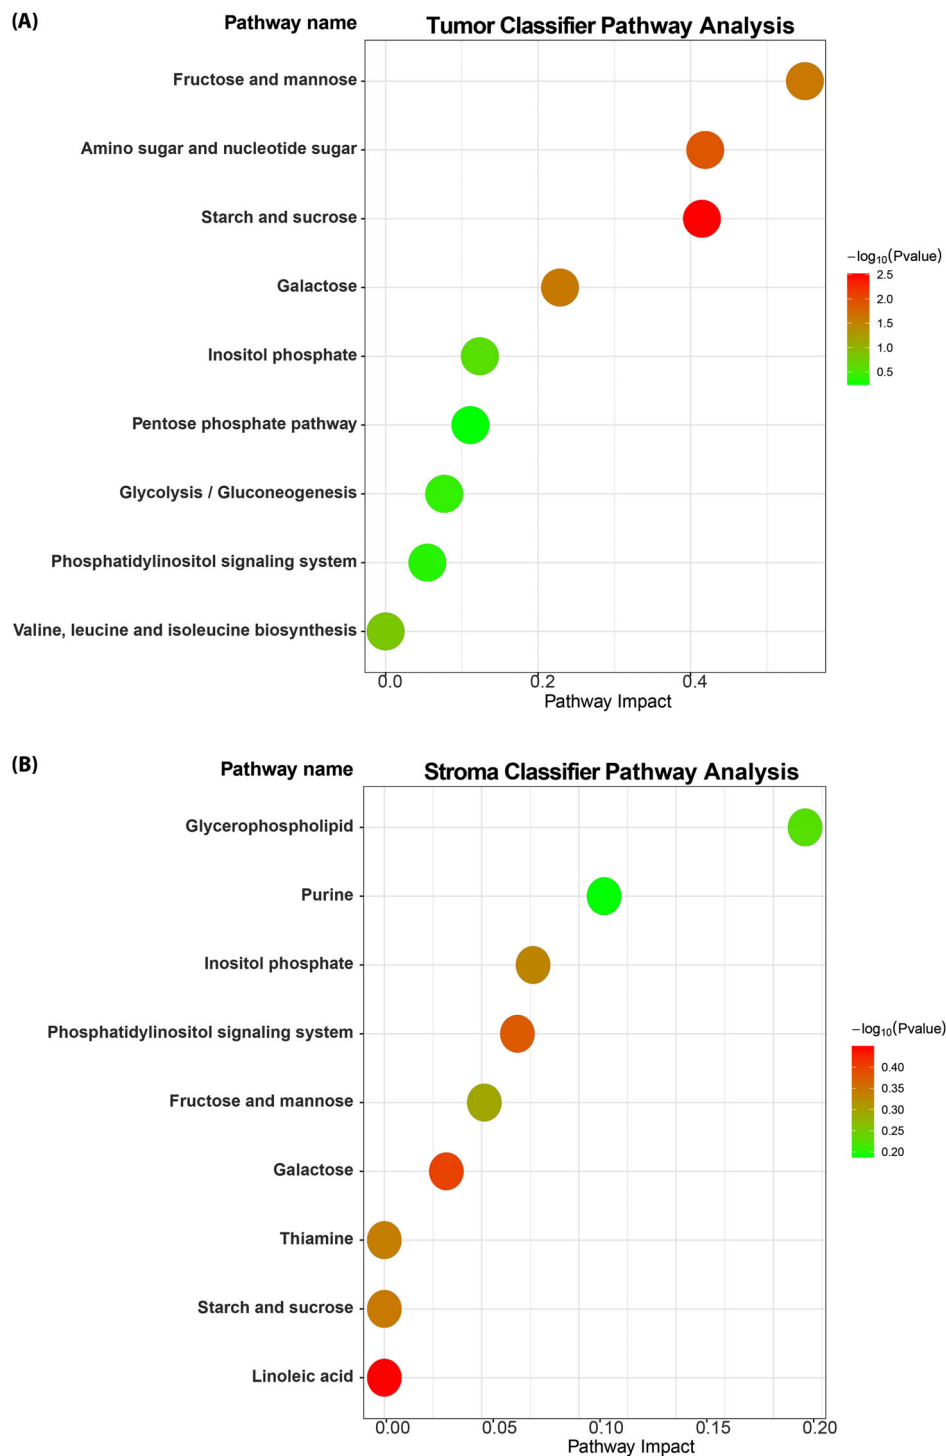 (A)
Pathway name
Tumor Classifier Pathway Analysis
Fructose and mannose
Amino sugar and nucleotide sugar
Starch and sucrose
Galactose
Inositol phosphate
Pentose phosphate pathway
Glycolysis / Gluconeogenesis
Phosphatidylinositol signaling system
Valine, leucine and isoleucine biosynthesis
0.0 0.2 0.4
Pathway Impact
−log10(Pvalue)
2.5
2.0
1.5
1.0
0.5
(B)
Pathway name
Stroma Classifier Pathway Analysis
Glycerophospholipid
Purine
Inositol phosphate
Phosphatidylinositol signaling system
Fructose and mannose
Galactose
Thiamine
Starch and sucrose
Linoleic acid
0.00 0.05 0.10 0.15 0.20
Pathway Impact
−log10(Pvalue)
0.40
0.35
0.30
0.25
0.20